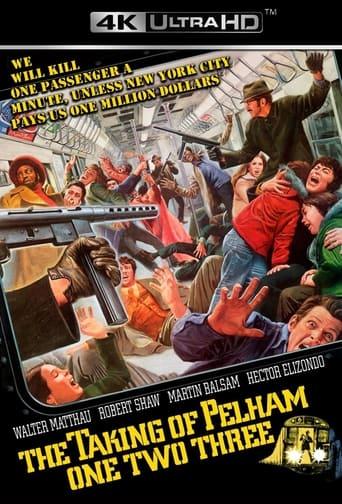 4K ULTRA HD™
WE
WILL KILL
ONE PASSENGER A
MINUTE, UNLESS NEW YORK CITY
PAYS US ONE MILLION DOLLARS"
WALTER MATTHAU ROBERT SHAW MARTIN BALSAM HECTOR ELIZONDO
THE TAKING OF PELHAM
ONE TWO THREE